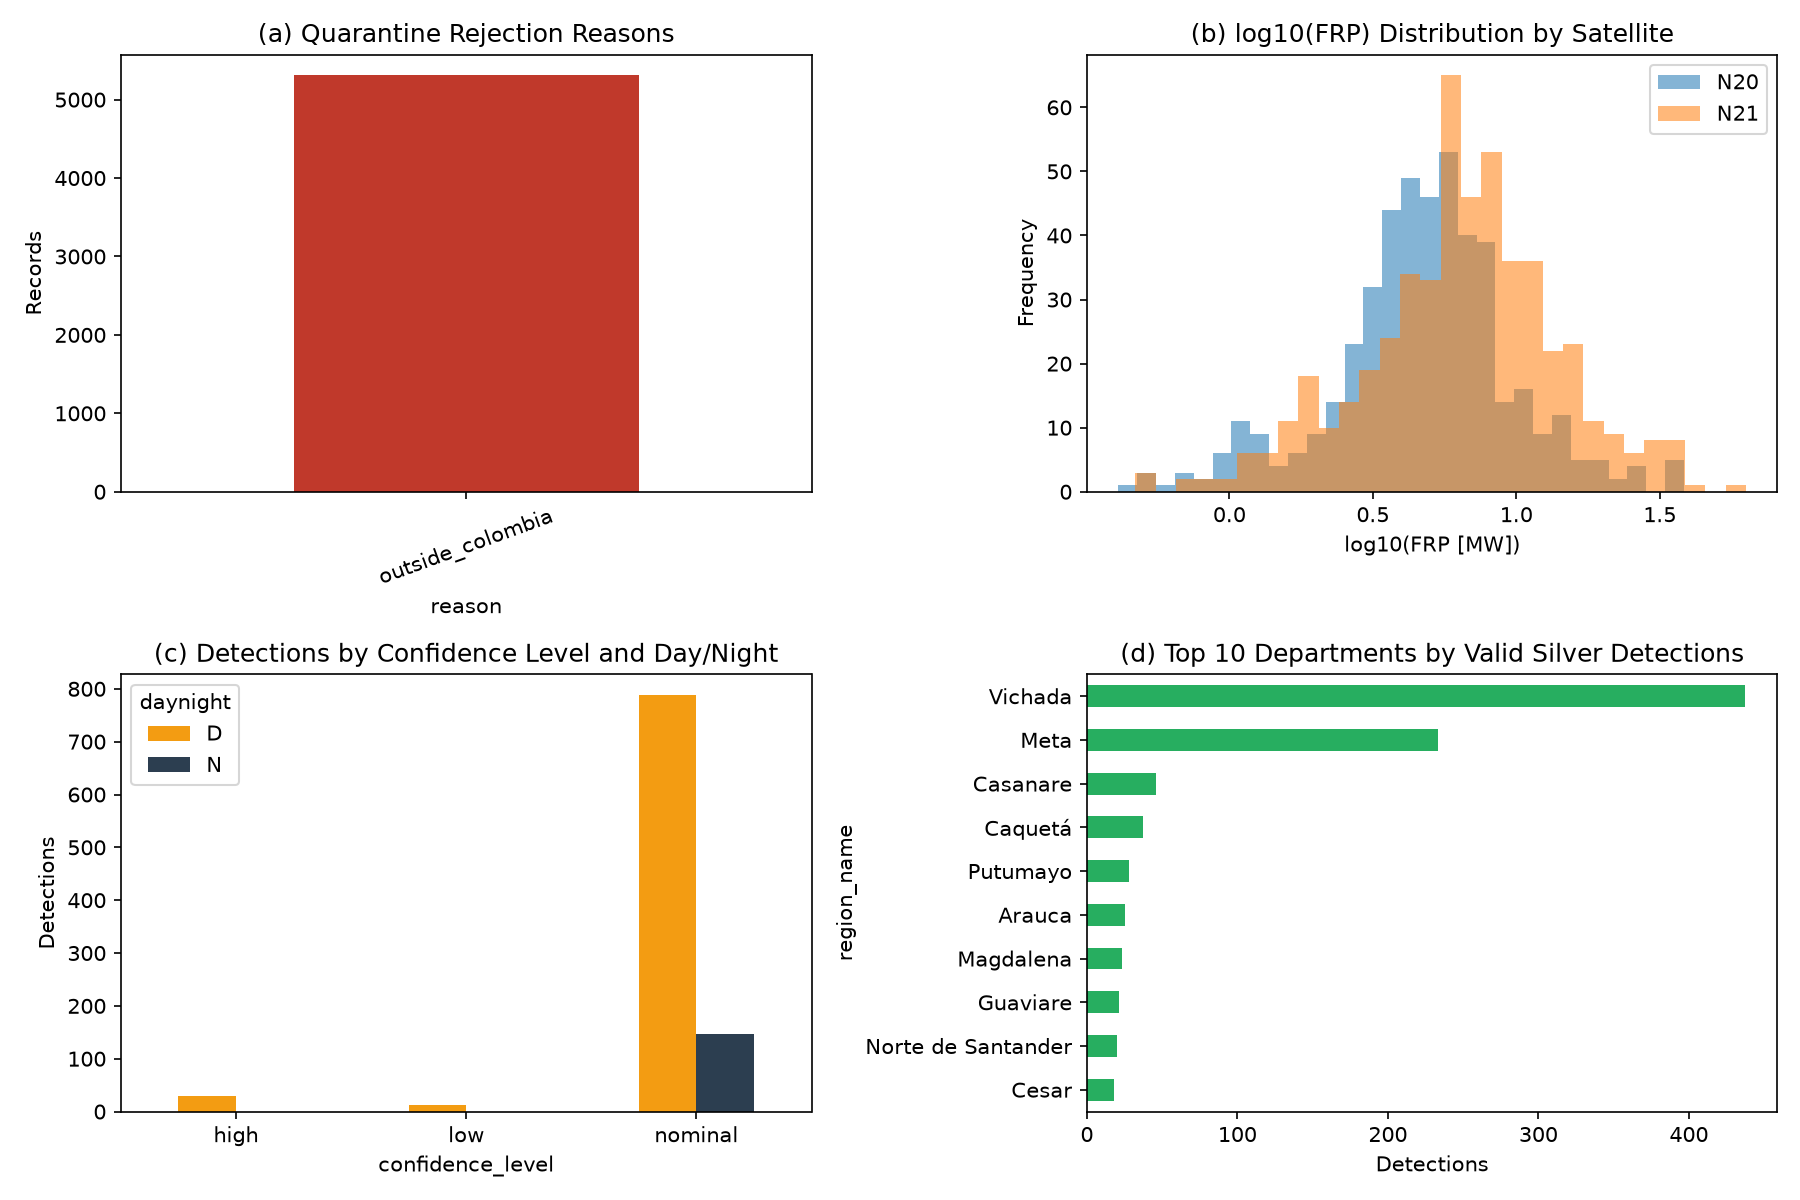 (a) Quarantine Rejection Reasons
Records
5000
4000
3000
2000
1000
0
outside_colombia
reason
(b) log10(FRP) Distribution by Satellite
N20
N21
Frequency
60
50
40
30
20
10
0
0.0 0.5 1.0 1.5
log10(FRP [MW])
(c) Detections by Confidence Level and Day/Night
daynight
D
N
Detections
800
700
600
500
400
300
200
100
0
high low nominal
confidence_level
(d) Top 10 Departments by Valid Silver Detections
region_name
Vichada
Meta
Casanare
Caquetá
Putumayo
Arauca
Magdalena
Guaviare
Norte de Santander
Cesar
0 100 200 300 400
Detections